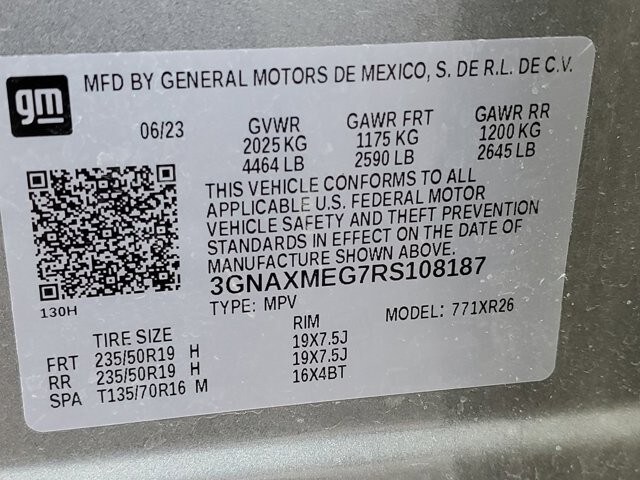 gm
MFD BY GENERAL MOTORS DE MEXICO, S. DE R.L. DE C.V.
06/23 GVWR GAWR FRT GAWR RR
2025 KG 1175 KG 1200 KG
4464 LB 2590 LB 2645 LB
THIS VEHICLE CONFORMS TO ALL
APPLICABLE U.S. FEDERAL MOTOR
VEHICLE SAFETY AND THEFT PREVENTION
STANDARDS IN EFFECT ON THE DATE OF
MANUFACTURE SHOWN ABOVE.
3GNAXMEG7RS108187
130H
TYPE: MPV MODEL: 771XR26
TIRE SIZE RIM
FRT 235/50R19 H 19X7.5J
RR 235/50R19 H 19X7.5J
SPA T135/70R16 M 16X4BT